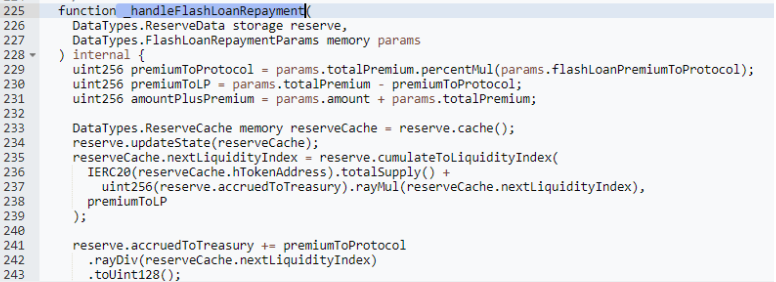 225 function _handleFlashLoanRepayment(
226 DataTypes.ReserveData storage reserve,
227 DataTypes.FlashLoanRepaymentParams memory params
228 ) internal {
229 uint256 premiumToProtocol = params.totalPremium.percentMul(params.flashLoanPremiumToProtocol);
230 uint256 premiumToLP = params.totalPremium - premiumToProtocol;
231 uint256 amountPlusPremium = params.amount + params.totalPremium;
232
233 DataTypes.ReserveCache memory reserveCache = reserve.cache();
234 reserve.updateState(reserveCache);
235 reserveCache.nextLiquidityIndex = reserve.cumulateToLiquidityIndex(
236 IERC20(reserveCache.hTokenAddress).totalSupply() +
237 uint256(reserve.accruedToTreasury).rayMul(reserveCache.nextLiquidityIndex),
238 premiumToLP
239 );
240
241 reserve.accruedToTreasury += premiumToProtocol
242 .rayDiv(reserveCache.nextLiquidityIndex)
243 .toUint128();